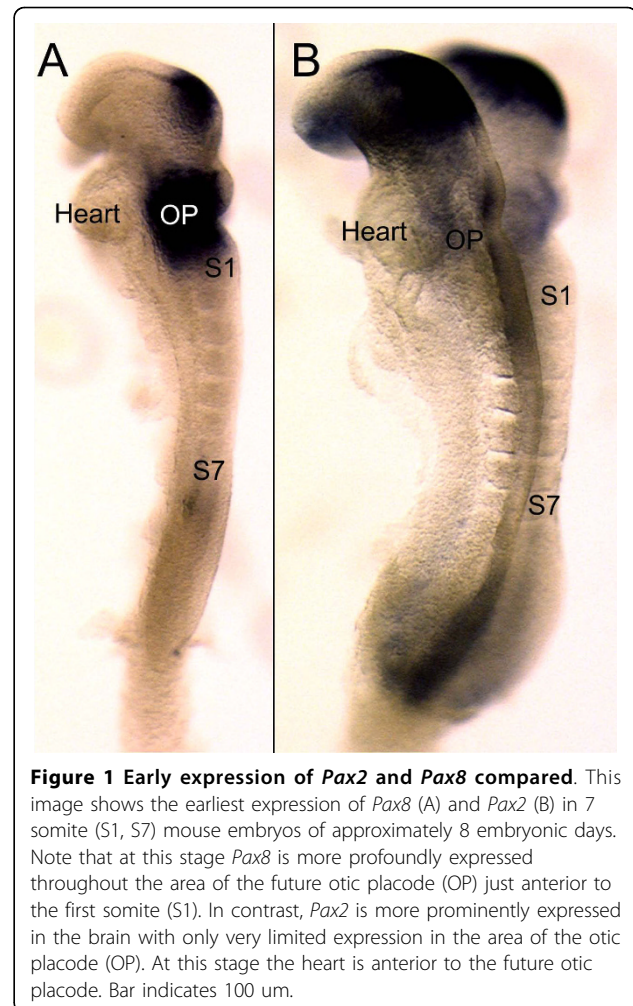 A
B
Heart
OP
S1
S7
Heart
OP
S1
S7
Figure 1 Early expression of Pax2 and Pax8 compared. This
image shows the earliest expression of Pax8 (A) and Pax2 (B) in 7
somite (S1, S7) mouse embryos of approximately 8 embryonic days.
Note that at this stage Pax8 is more profoundly expressed
throughout the area of the future otic placode (OP) just anterior to
the first somite (S1). In contrast, Pax2 is more prominently expressed
in the brain with only very limited expression in the area of the otic
placode (OP). At this stage the heart is anterior to the future otic
placode. Bar indicates 100 um.